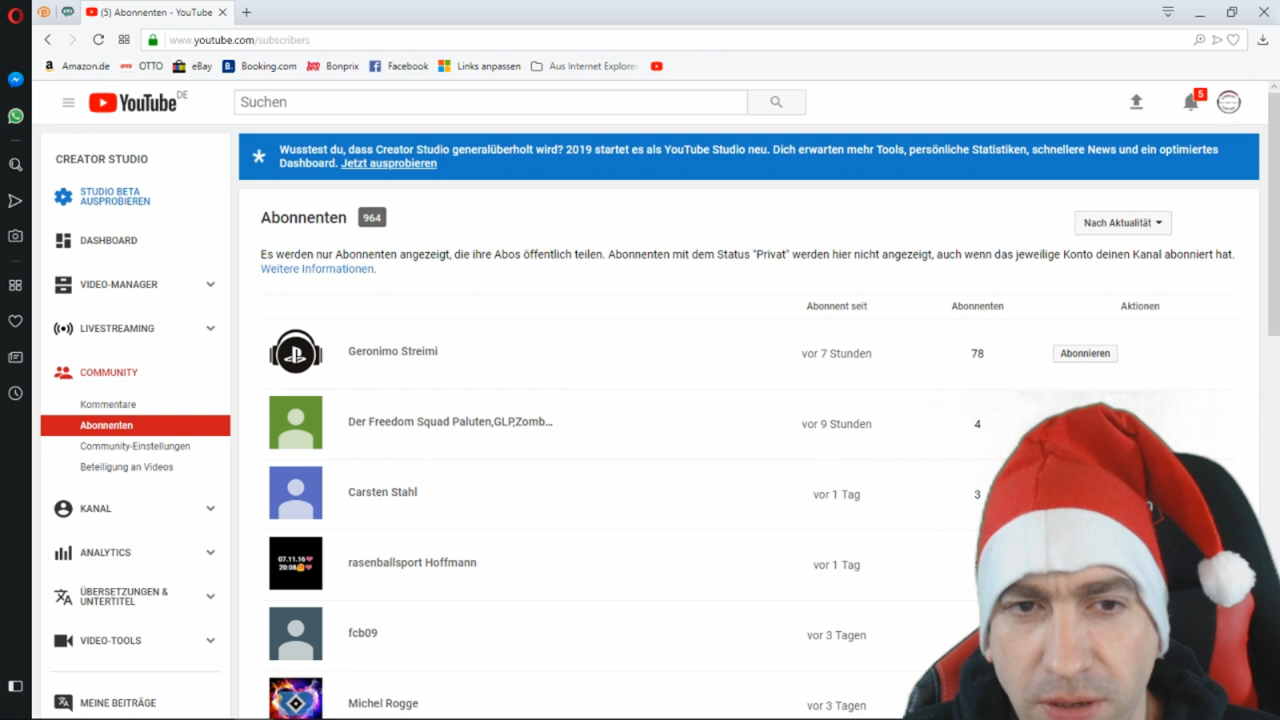 (5) Abonnenten - YouTube
www.youtube.com/subscribers
Amazon.de OTTO eBay Booking.com Bonprix Facebook Links anpassen Aus Internet Explorer
YouTube DE
Suchen
5
CREATOR STUDIO
STUDIO BETA
AUSPROBIEREN
DASHBOARD
VIDEO-MANAGER
LIVESTREAMING
COMMUNITY
Kommentare
Abonnenten
Community-Einstellungen
Beteiligung an Videos
KANAL
ANALYTICS
ÜBERSETZUNGEN &
UNTERTITEL
VIDEO-TOOLS
MEINE BEITRÄGE
Wusstest du, dass Creator Studio generalüberholt wird? 2019 startet es als YouTube Studio neu. Dich erwarten mehr Tools, persönliche Statistiken, schnellere News und ein optimiertes
Dashboard. Jetzt ausprobieren
Abonnenten 964
Nach Aktualität
Es werden nur Abonnenten angezeigt, die ihre Abos öffentlich teilen. Abonnenten mit dem Status "Privat" werden hier nicht angezeigt, auch wenn das jeweilige Konto deinen Kanal abonniert hat.
Weitere Informationen.
Abonnent seit Abonnenten Aktionen
Geronimo Streimi vor 7 Stunden 78 Abonnieren
Der Freedom Squad Paluten,GLP,Zomb... vor 9 Stunden 4
Carsten Stahl vor 1 Tag 3
07.11.16
20:08
rasenballsport Hoffmann vor 1 Tag
fcb09 vor 3 Tagen
Michel Rogge vor 3 Tagen